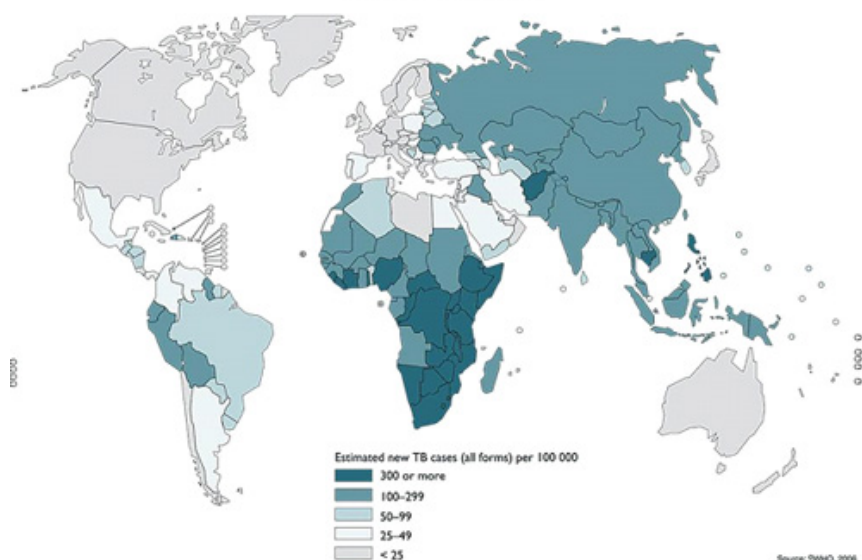 Estimated new TB cases (all forms) per 100 000
300 or more
100–299
50–99
25–49
< 25
Source: